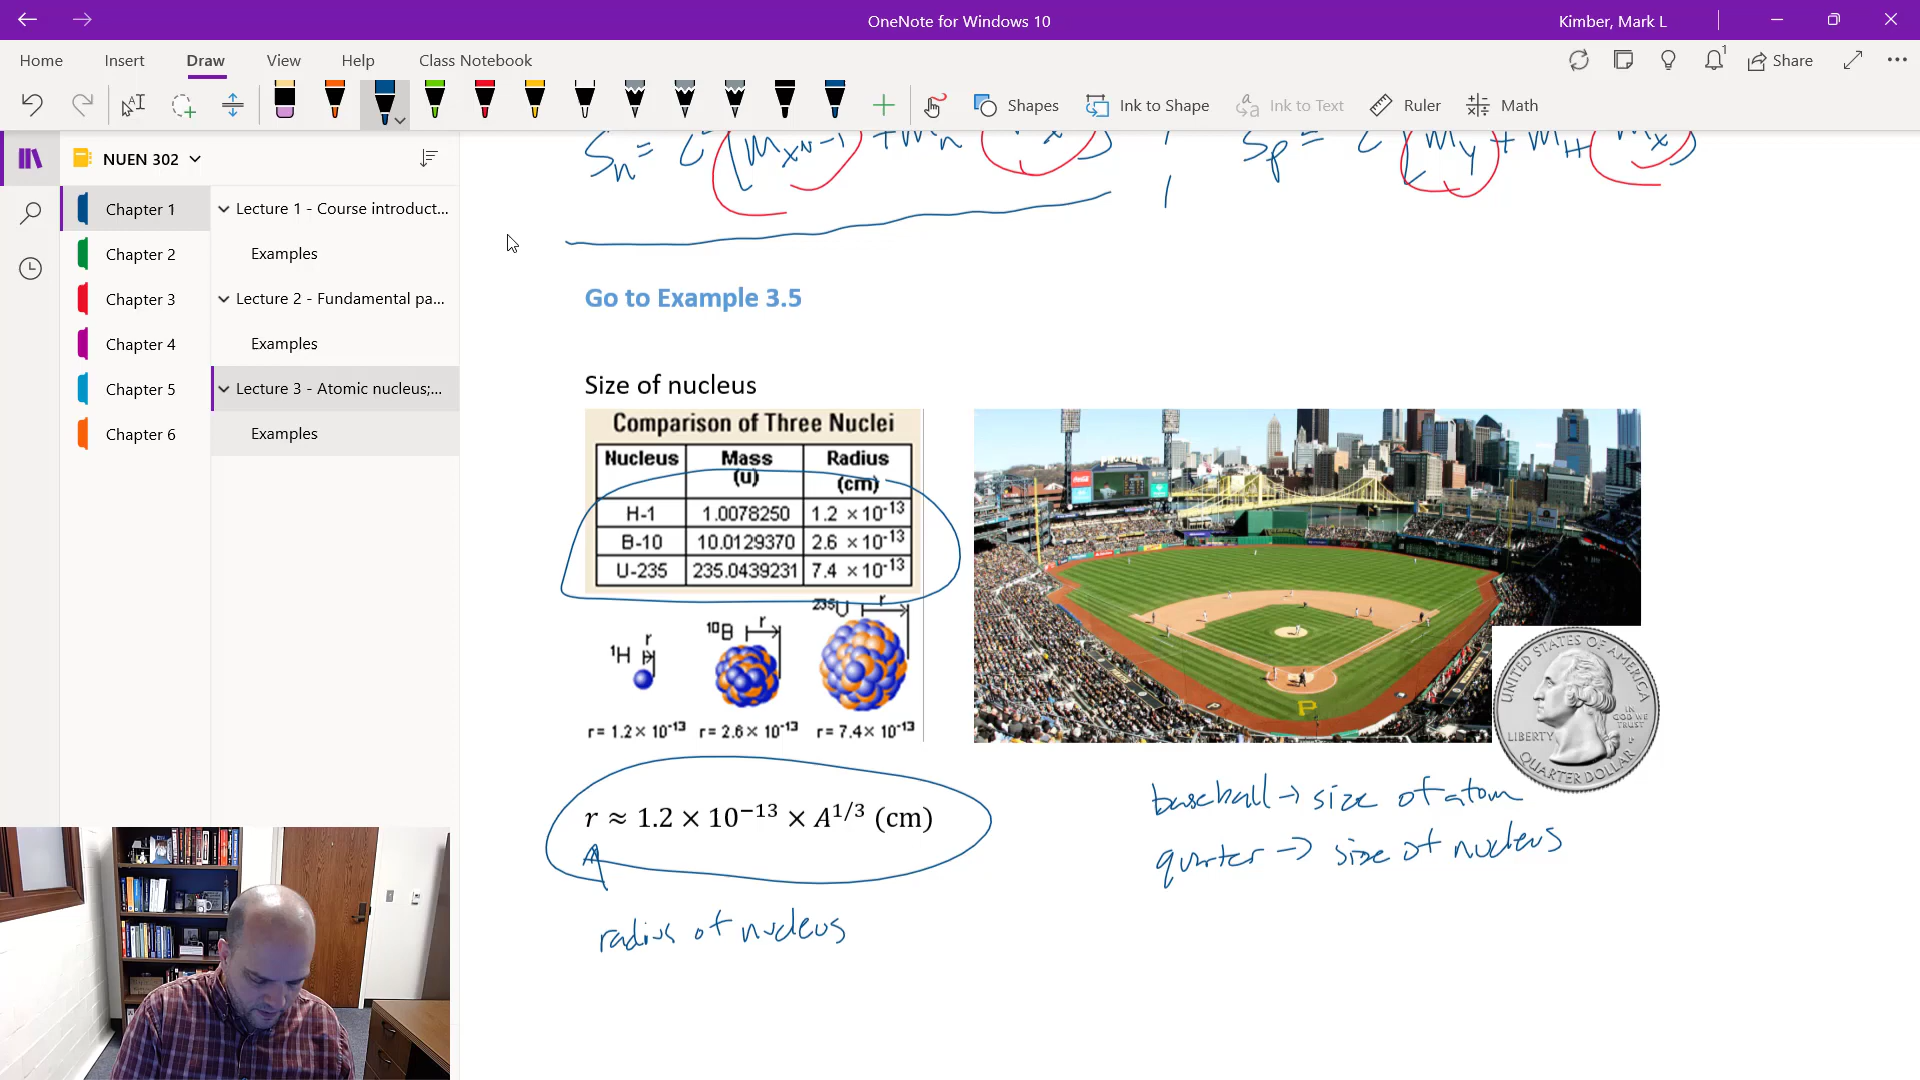 OneNote for Windows 10
Kimber, Mark L
Home Insert Draw View Help Class Notebook
1 Share
Shapes Ink to Shape Ink to Text Ruler Math
NUEN 302
Chapter 1
Chapter 2
Chapter 3
Chapter 4
Chapter 5
Chapter 6
Lecture 1 - Course introduct...
Examples
Lecture 2 - Fundamental pa...
Examples
Lecture 3 - Atomic nucleus;...
Examples
Go to Example 3.5
Size of nucleus
Comparison of Three Nuclei
Nucleus Mass (u) Radius (cm)
H-1 1.0078250 1.2 ×10⁻¹³
B-10 10.0129370 2.6 ×10⁻¹³
U-235 235.0439231 7.4 ×10⁻¹³
¹H r ¹⁰B r ²³⁵U r
r= 1.2×10⁻¹³ r= 2.6×10⁻¹³ r= 7.4×10⁻¹³
r ≈ 1.2 × 10⁻¹³ × A^1/3 (cm)
radius of nucleus
P
UNITED STATES OF AMERICA
LIBERTY
IN GOD WE TRUST
QUARTER DOLLAR
baseball → size of atom
quarter → size of nucleus